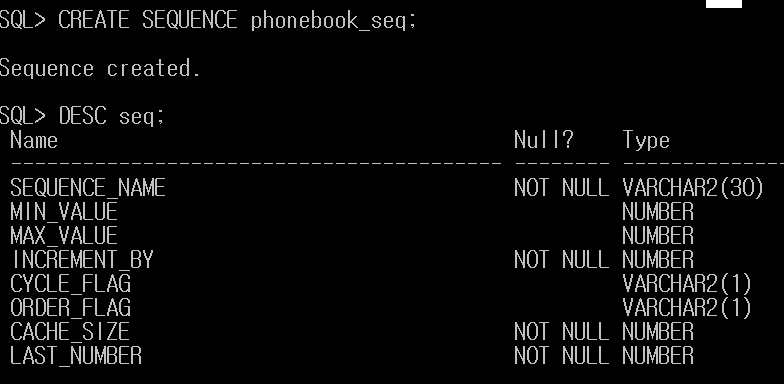 SQL> CREATE SEQUENCE phonebook_seq;
Sequence created.
SQL> DESC seq;
Name Null? Type
----------------------------------------- -------- --------------
SEQUENCE_NAME NOT NULL VARCHAR2(30)
MIN_VALUE NUMBER
MAX_VALUE NUMBER
INCREMENT_BY NOT NULL NUMBER
CYCLE_FLAG VARCHAR2(1)
ORDER_FLAG VARCHAR2(1)
CACHE_SIZE NOT NULL NUMBER
LAST_NUMBER NOT NULL NUMBER